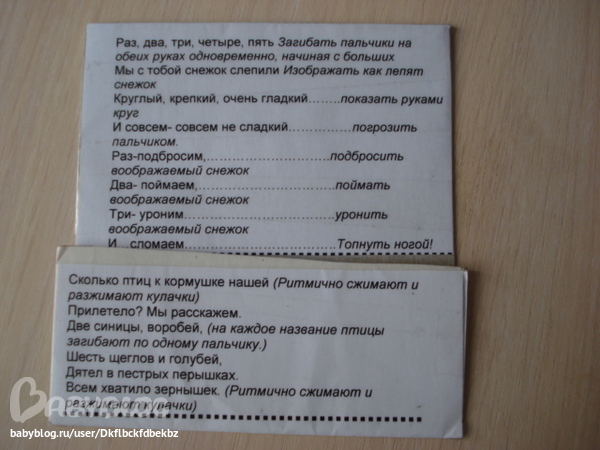 Раз, два, три, четыре, пять Загибать пальчики на
обеих руках одновременно, начиная с больших
Мы с тобой снежок слепили Изображать как лепят
снежок
Круглый, крепкий, очень гладкий........показать руками
круг
И совсем- совсем не сладкий................погрозить
пальчиком.
Раз-подбросим,...............................подбросить
воображаемый снежок
Два- поймаем,...................................поймать
воображаемый снежок
Три- уроним......................................уронить
воображаемый снежок
И ...сломаем......................................Топнуть ногой!
Сколько птиц к кормушке нашей (Ритмично сжимают и
разжимают кулачки)
Прилетело? Мы расскажем.
Две синицы, воробей, (на каждое название птицы
загибают по одному пальчику.)
Шесть щеглов и голубей,
Дятел в пестрых перышках.
Всем хватило зернышек. (Ритмично сжимают и
разжимают кулачки)
BABYBLOG
babyblog.ru/user/Dkflbckfdbekbz